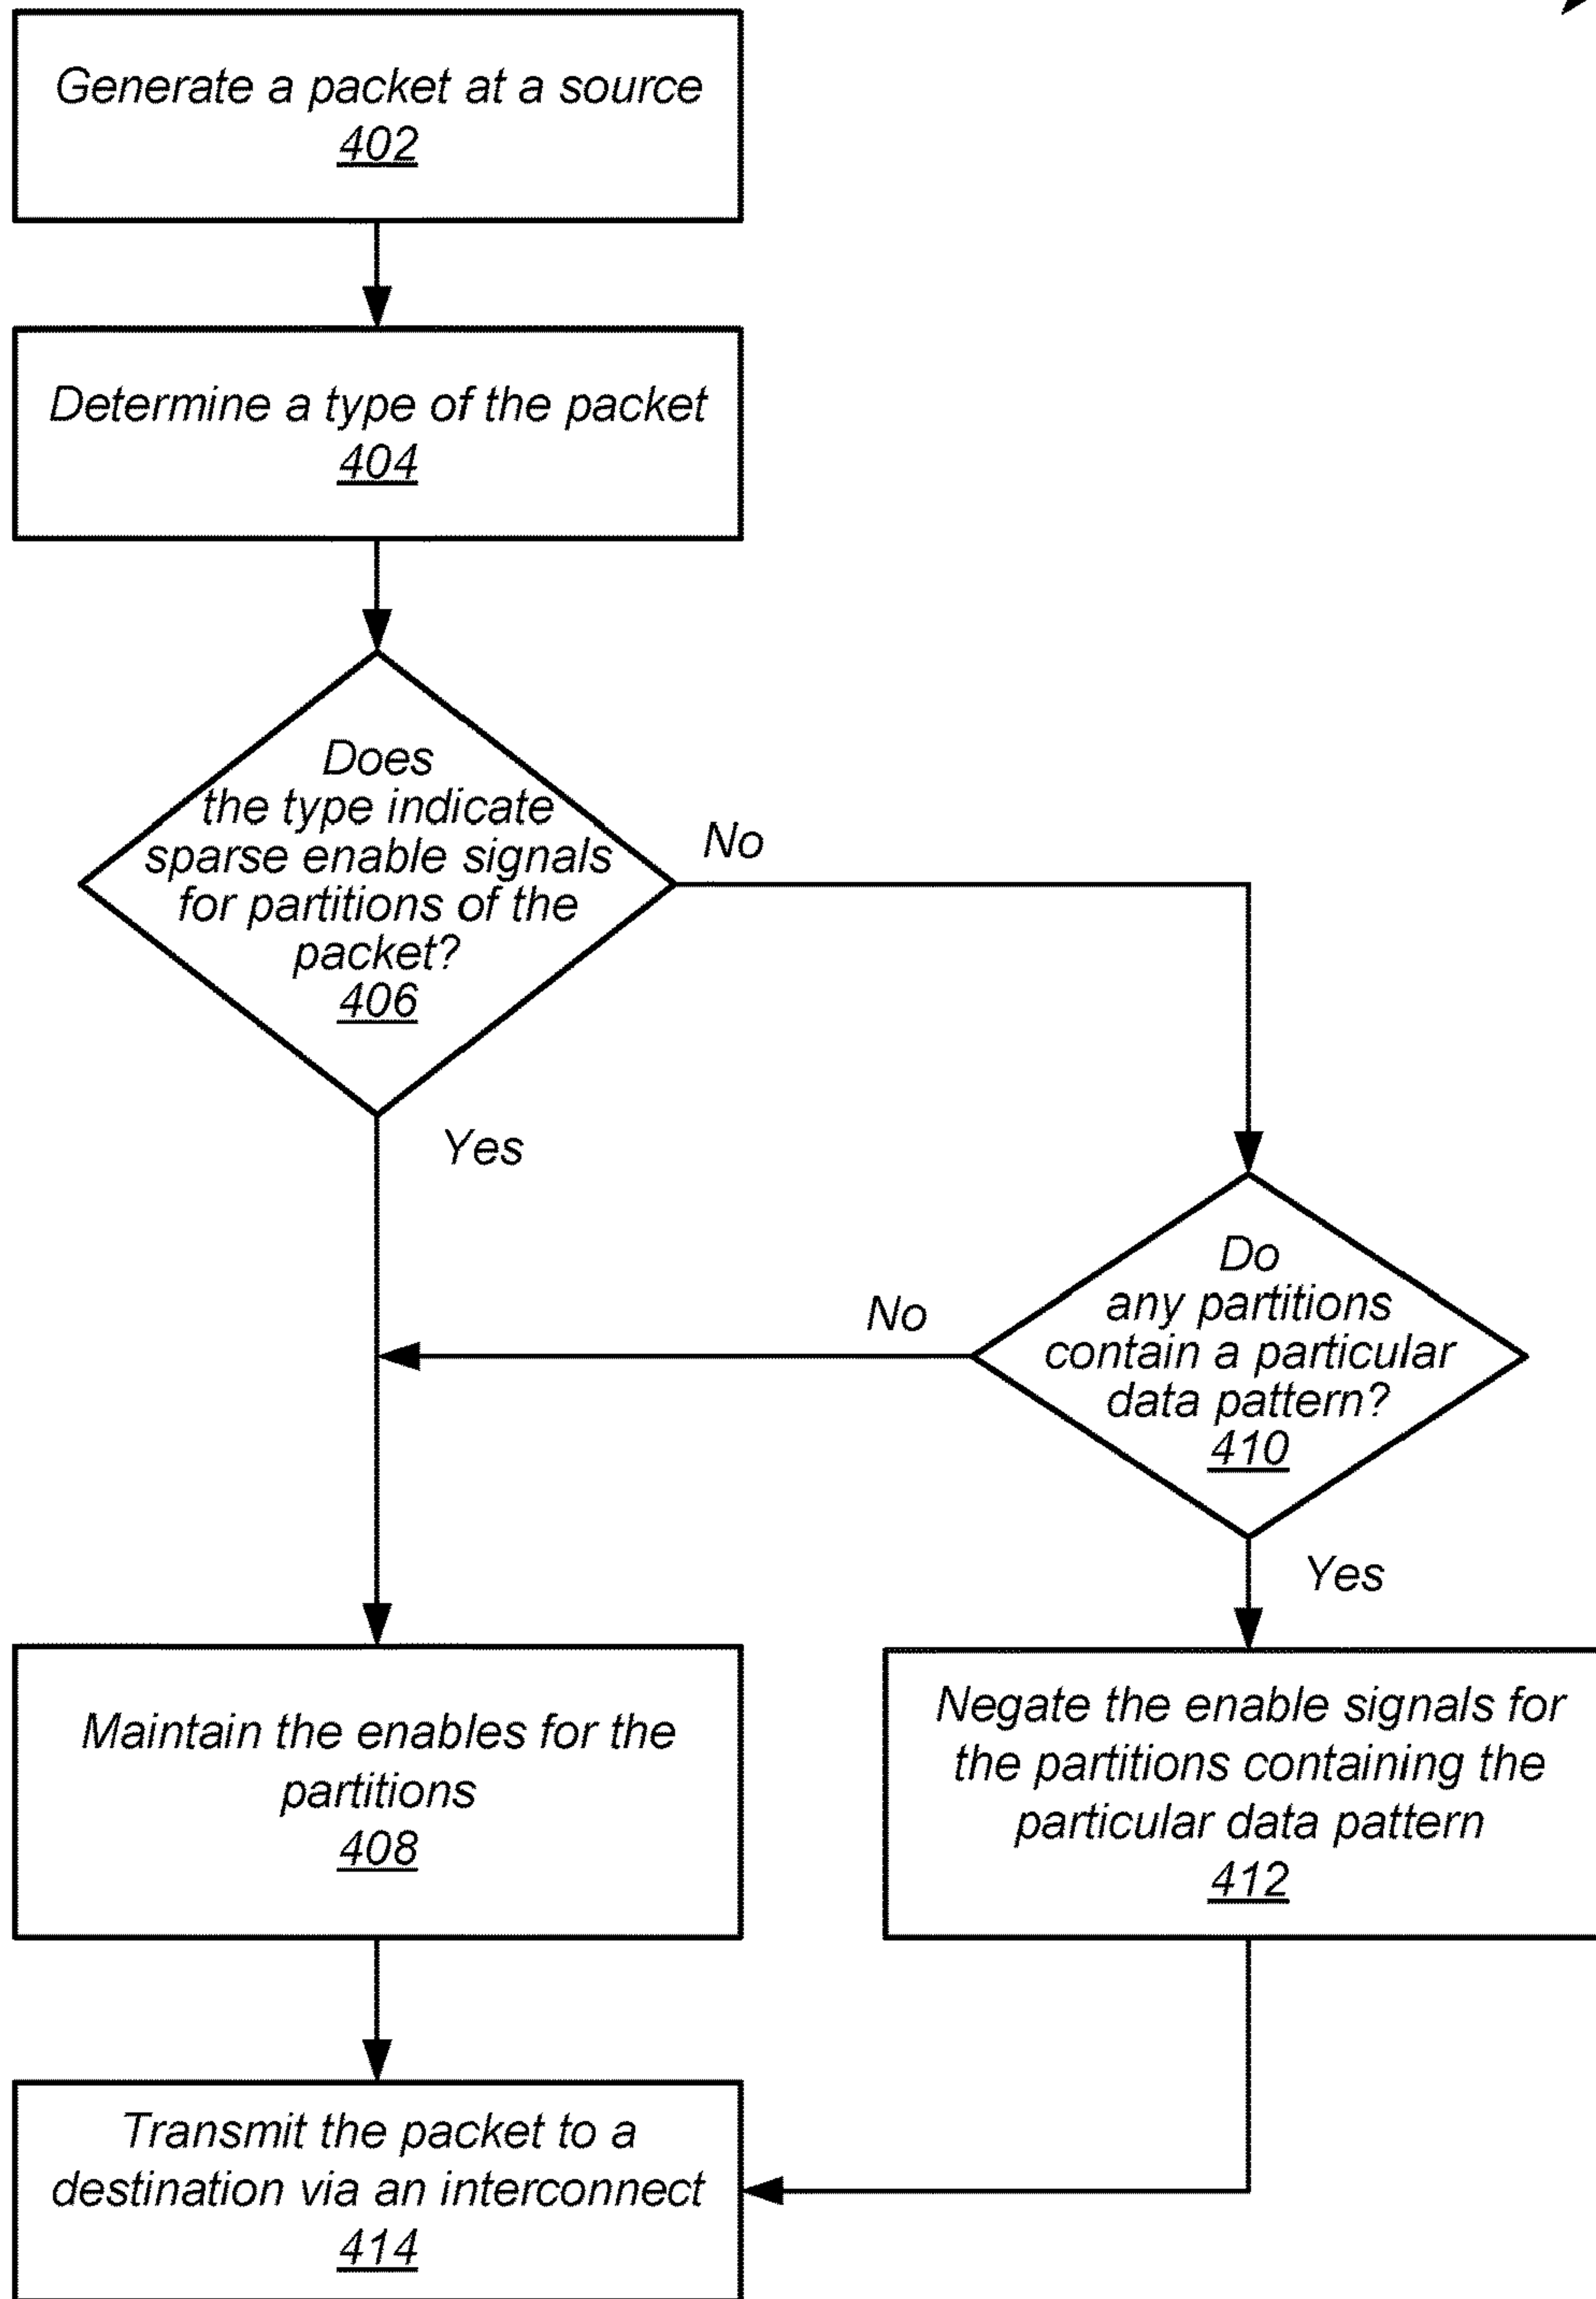 Generate a packet at a source
402
Determine a type of the packet
404
Does
the type indicate
sparse enable signals
for partitions of the
packet?
406
No
Yes
Do
any partitions
contain a particular
data pattern?
410
No
Yes
Maintain the enables for the
partitions
408
Negate the enable signals for
the partitions containing the
particular data pattern
412
Transmit the packet to a
destination via an interconnect
414